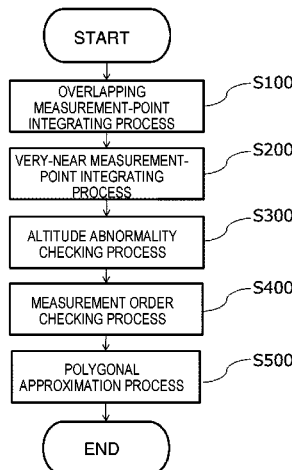 START
OVERLAPPING
MEASUREMENT-POINT
INTEGRATING PROCESS
S100
VERY-NEAR MEASUREMENT-
POINT INTEGRATING
PROCESS
S200
ALTITUDE ABNORMALITY
CHECKING PROCESS
S300
MEASUREMENT ORDER
CHECKING PROCESS
S400
POLYGONAL
APPROXIMATION PROCESS
S500
END